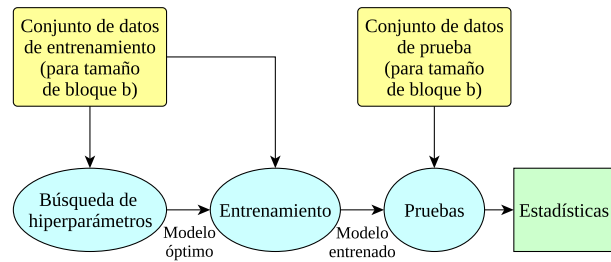 Conjunto de datos
de entrenamiento
(para tamaño
de bloque b)
Conjunto de datos
de prueba
(para tamaño
de bloque b)
Búsqueda de
hiperparámetros
Modelo
óptimo
Entrenamiento
Modelo
entrenado
Pruebas
Estadísticas